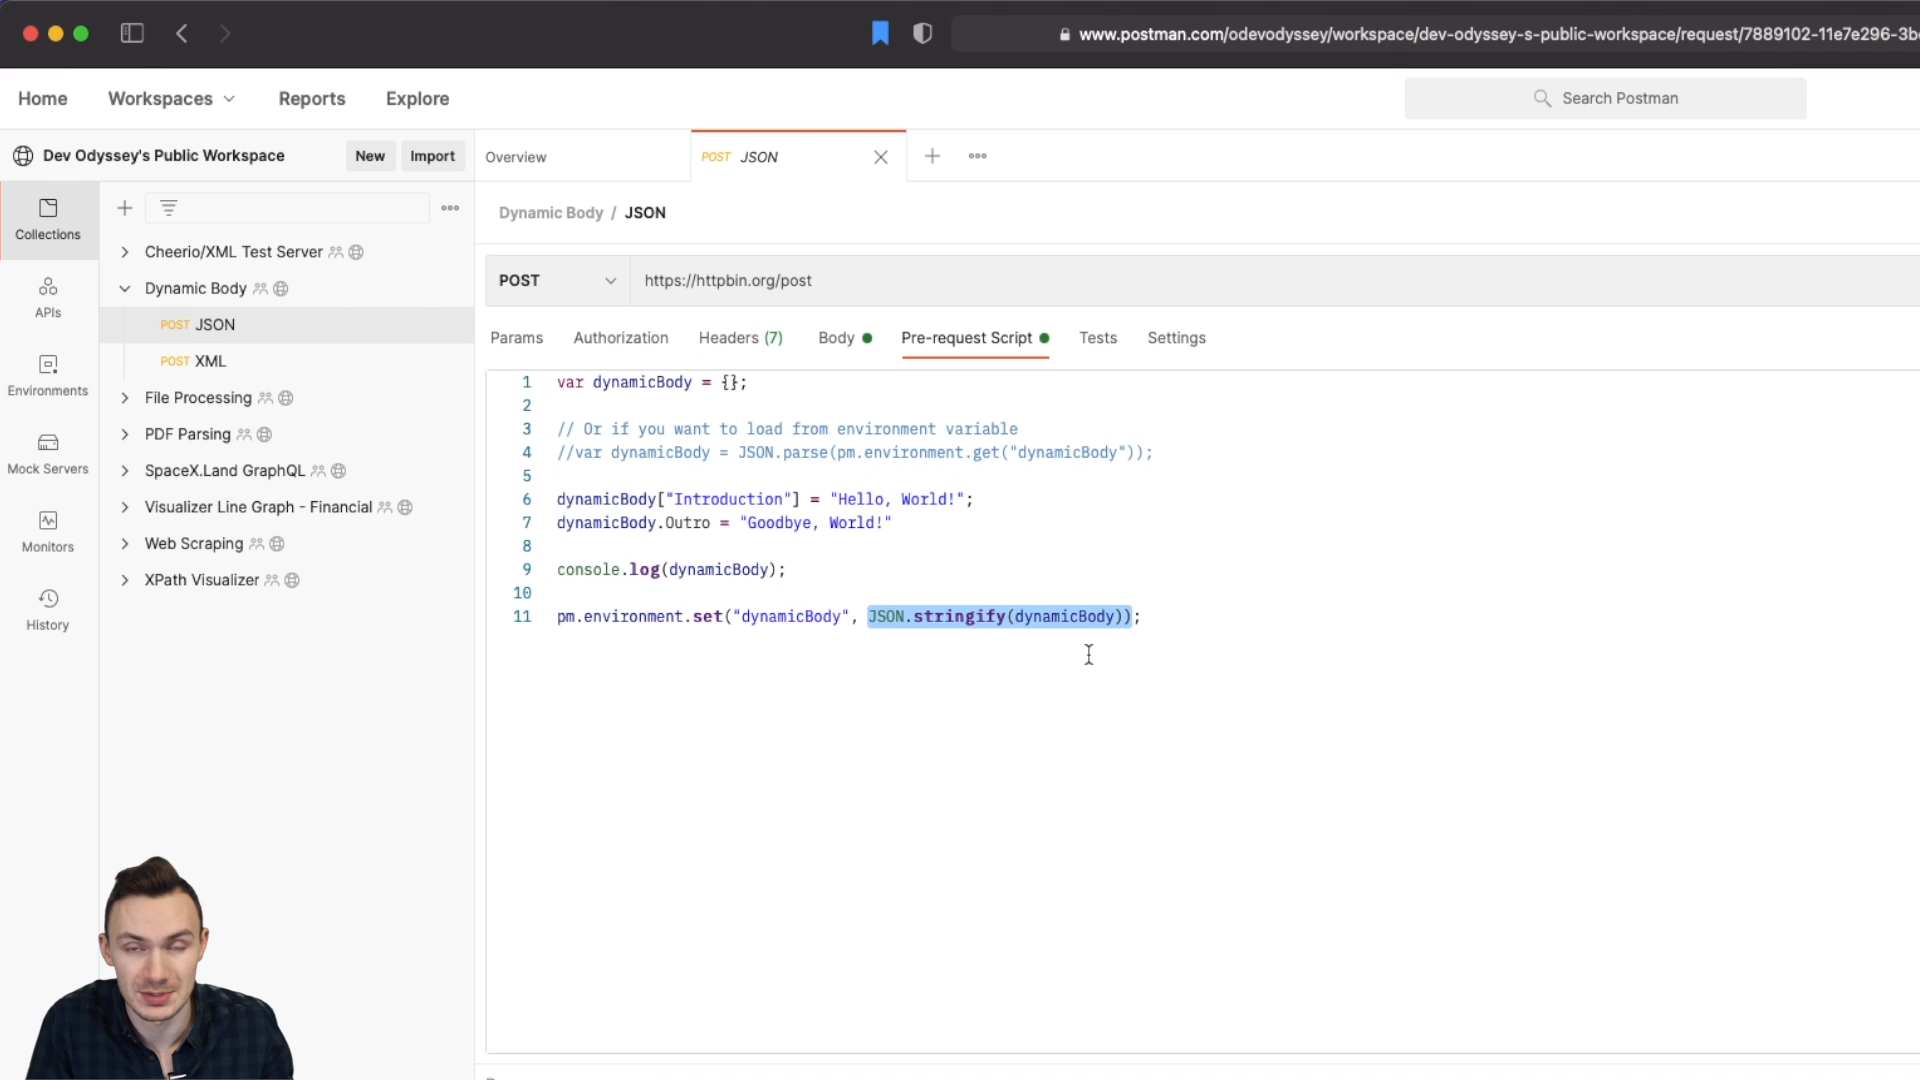 www.postman.com/odevodyssey/workspace/dev-odyssey-s-public-workspace/request/7889102-11e7e296-3b
Home
Workspaces
Reports
Explore
Search Postman
Dev Odyssey's Public Workspace
New
Import
Overview
POST JSON
Collections
APIs
Environments
Mock Servers
Monitors
History
Cheerio/XML Test Server
Dynamic Body
POST JSON
POST XML
File Processing
PDF Parsing
SpaceX.Land GraphQL
Visualizer Line Graph - Financial
Web Scraping
XPath Visualizer
Dynamic Body / JSON
POST
https://httpbin.org/post
Params
Authorization
Headers (7)
Body
Pre-request Script
Tests
Settings
1 var dynamicBody = {};
2
3 // Or if you want to load from environment variable
4 //var dynamicBody = JSON.parse(pm.environment.get("dynamicBody"));
5
6 dynamicBody["Introduction"] = "Hello, World!";
7 dynamicBody.Outro = "Goodbye, World!"
8
9 console.log(dynamicBody);
10
11 pm.environment.set("dynamicBody", JSON.stringify(dynamicBody));